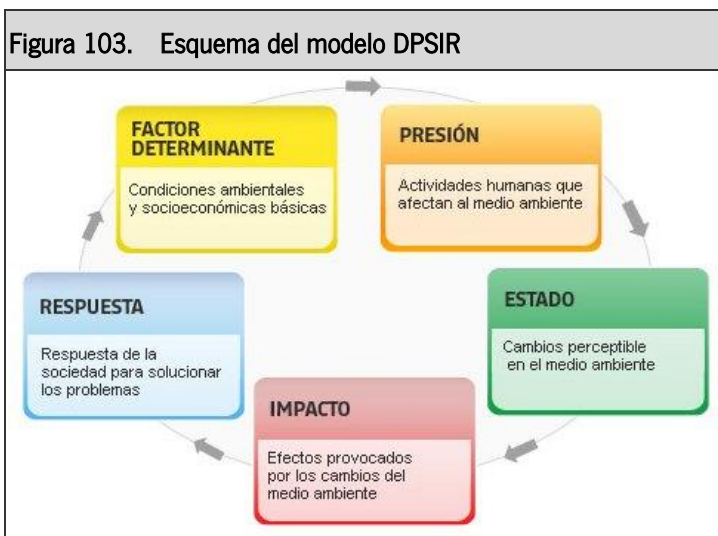 Figura 103. Esquema del modelo DPSIR
FACTOR
DETERMINANTE
Condiciones ambientales
y socioeconómicas básicas
PRESIÓN
Actividades humanas que
afectan al medio ambiente
ESTADO
Cambios perceptible
en el medio ambiente
IMPACTO
Efectos provocados
por los cambios del
medio ambiente
RESPUESTA
Respuesta de la
sociedad para solucionar
los problemas